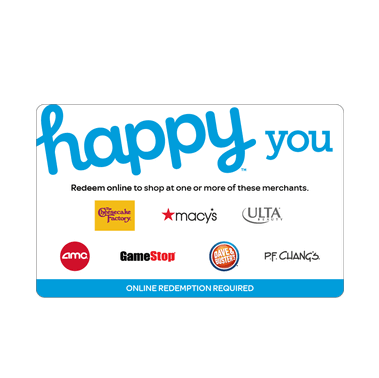 happy you
Redeem online to shop at one or more of these merchants.
The Cheesecake Factory. ★macy's ULTA BEAUTY
amc GameStop DAVE & BUSTER'S P.F. CHANG'S
ONLINE REDEMPTION REQUIRED